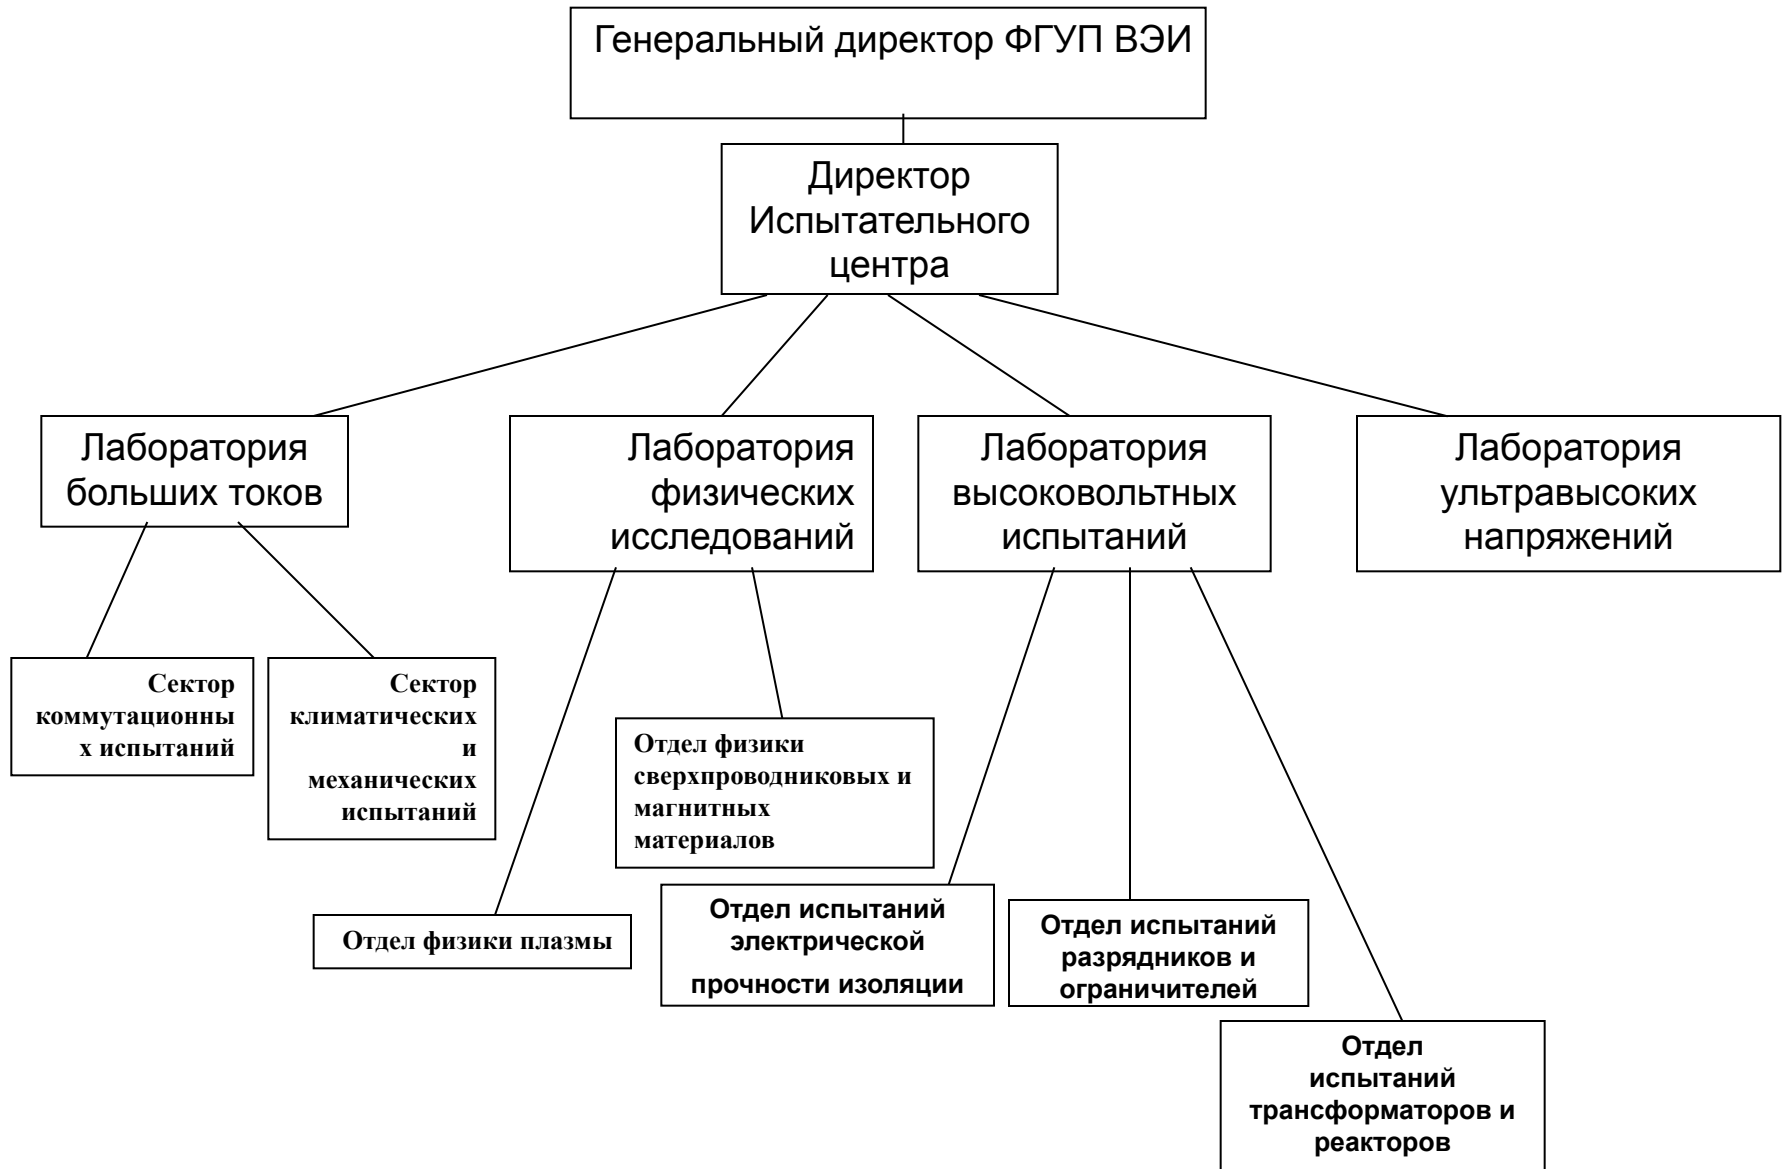 Генеральный директор ФГУП ВЭИ
Директор
Испытательного
центра
Лаборатория
больших токов
Лаборатория
физических
исследований
Лаборатория
высоковольтных
испытаний
Лаборатория
ультравысоких
напряжений
Сектор
коммутационны
х испытаний
Сектор
климатических
и
механических
испытаний
Отдел физики
сверхпроводниковых и
магнитных
материалов
Отдел физики плазмы
Отдел испытаний
электрической
прочности изоляции
Отдел испытаний
разрядников и
ограничителей
Отдел
испытаний
трансформаторов и
реакторов